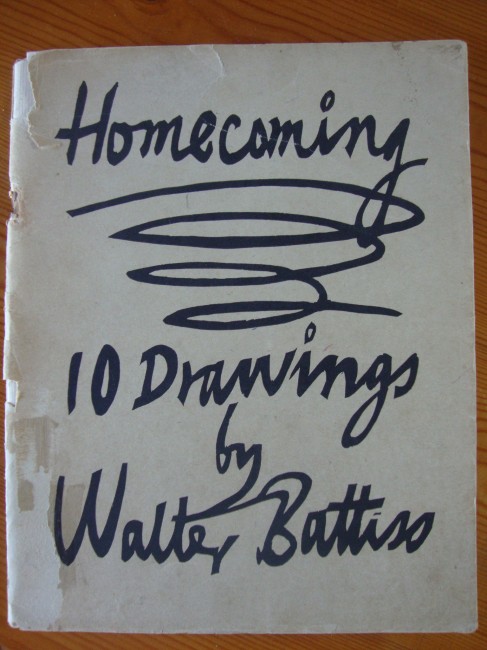 Homecoming
10 Drawings
by
Walter Battiss